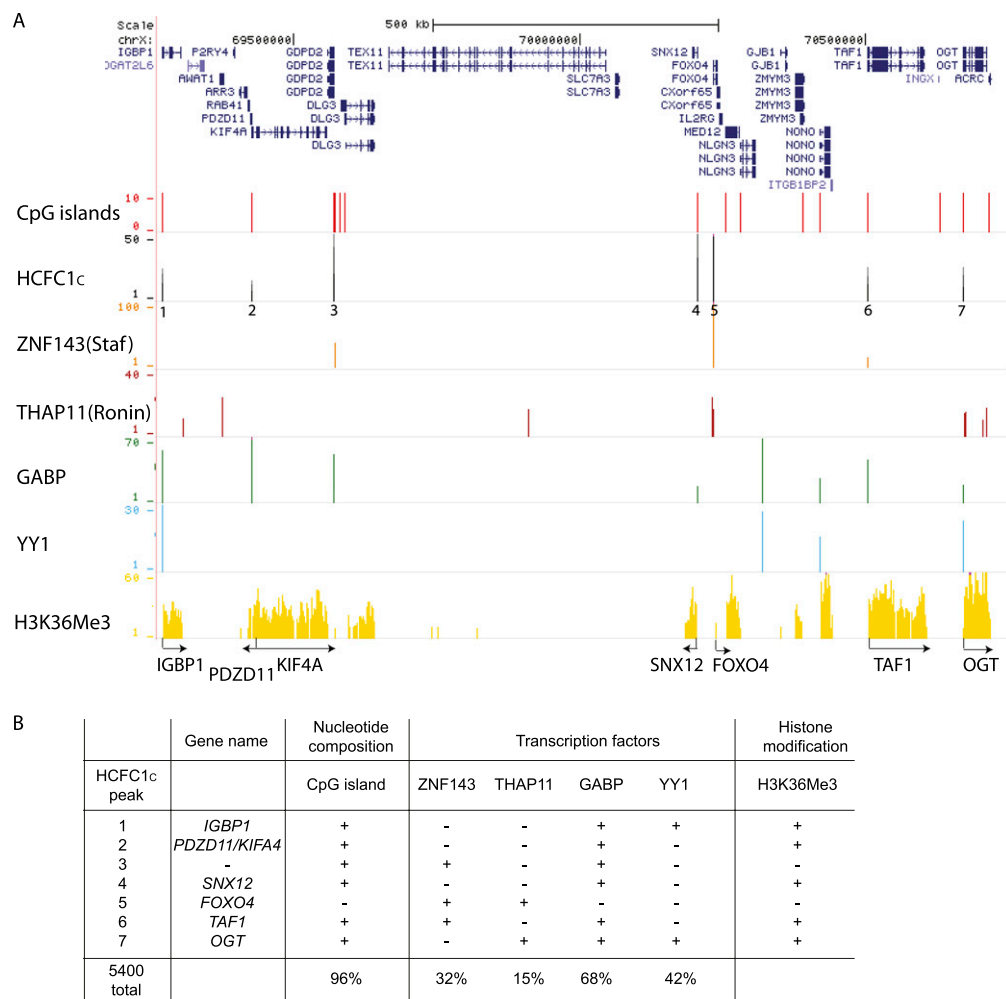 A
Scale 500 kb
chrX: 69500000 70000000 70500000
IGBP1 P2RY4 GDPD2 TEX11 SNX12 GJB1 TAF1 OGT
DGAT2L6 GDPD2 TEX11 FOXO4 GJB1 TAF1 OGT
AWAT1 GDPD2 SLC7A3 FOXO4 ZMYM3 INGX ACRC
ARR3 GDPD2 SLC7A3 CXorf65 ZMYM3
RAB41 DLG3 CXorf65 ZMYM3
PDZD11 DLG3 IL2RG ZMYM3
KIF4A DLG3 MED12 NONO
DLG3 NLGN3 NONO
NLGN3 NONO
NLGN3 NONO
ITGB1BP2
CpG islands 10 0
HCFC1c 50 1
1 2 3 4 5 6 7
ZNF143(Staf) 100 1
THAP11(Ronin) 40 1
GABP 70 1
YY1 30 1
H3K36Me3 60 1
IGBP1 PDZD11 KIF4A SNX12 FOXO4 TAF1 OGT
B
Gene name Nucleotide composition Transcription factors Histone modification
HCFC1c peak CpG island ZNF143 THAP11 GABP YY1 H3K36Me3
1 IGBP1 + - - + + +
2 PDZD11/KIFA4 + - - + - +
3 - + + - + - -
4 SNX12 + - - + - +
5 FOXO4 - + + - - -
6 TAF1 + + - + - +
7 OGT + - + + + +
5400 total 96% 32% 15% 68% 42%